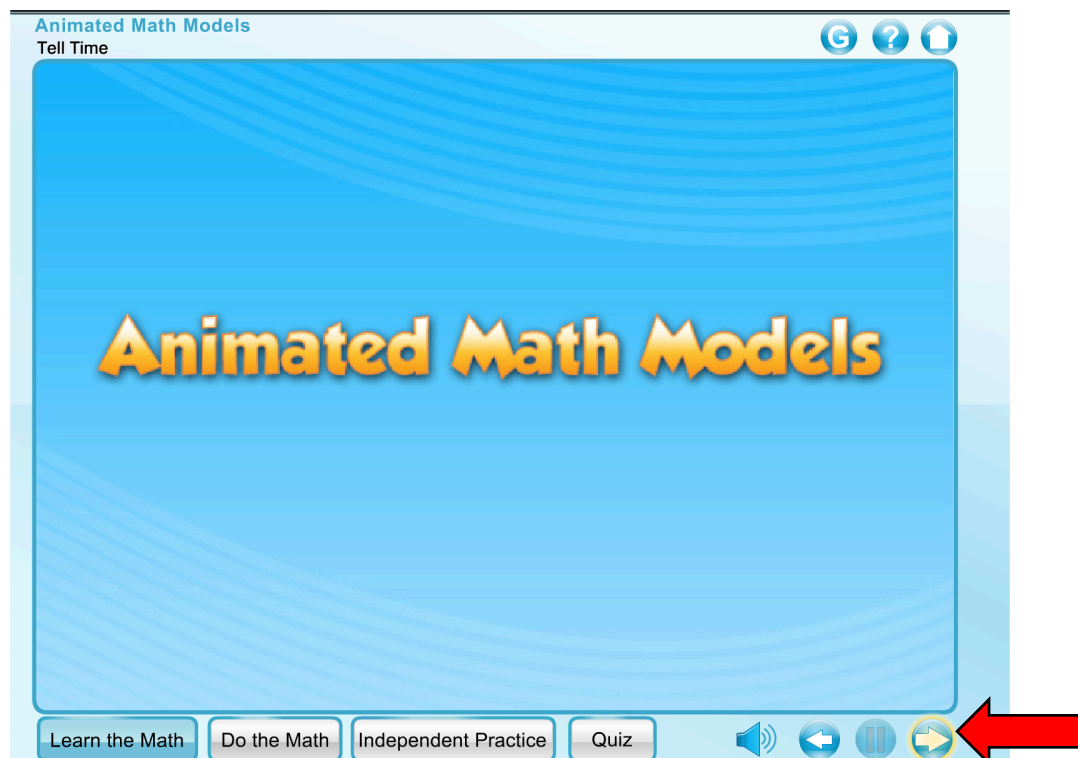 Animated Math Models
Tell Time
G ?
Animated Math Models
Learn the Math Do the Math Independent Practice Quiz